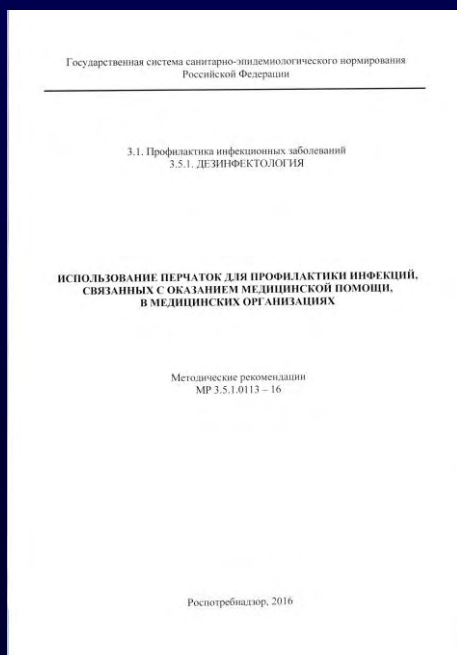 Государственная система санитарно-эпидемиологического нормирования
Российской Федерации
3.1. Профилактика инфекционных заболеваний
3.5.1. ДЕЗИНФЕКТОЛОГИЯ
ИСПОЛЬЗОВАНИЕ ПЕРЧАТОК ДЛЯ ПРОФИЛАКТИКИ ИНФЕКЦИЙ,
СВЯЗАННЫХ С ОКАЗАНИЕМ МЕДИЦИНСКОЙ ПОМОЩИ,
В МЕДИЦИНСКИХ ОРГАНИЗАЦИЯХ
Методические рекомендации
МР 3.5.1.0113 – 16
Роспотребнадзор, 2016